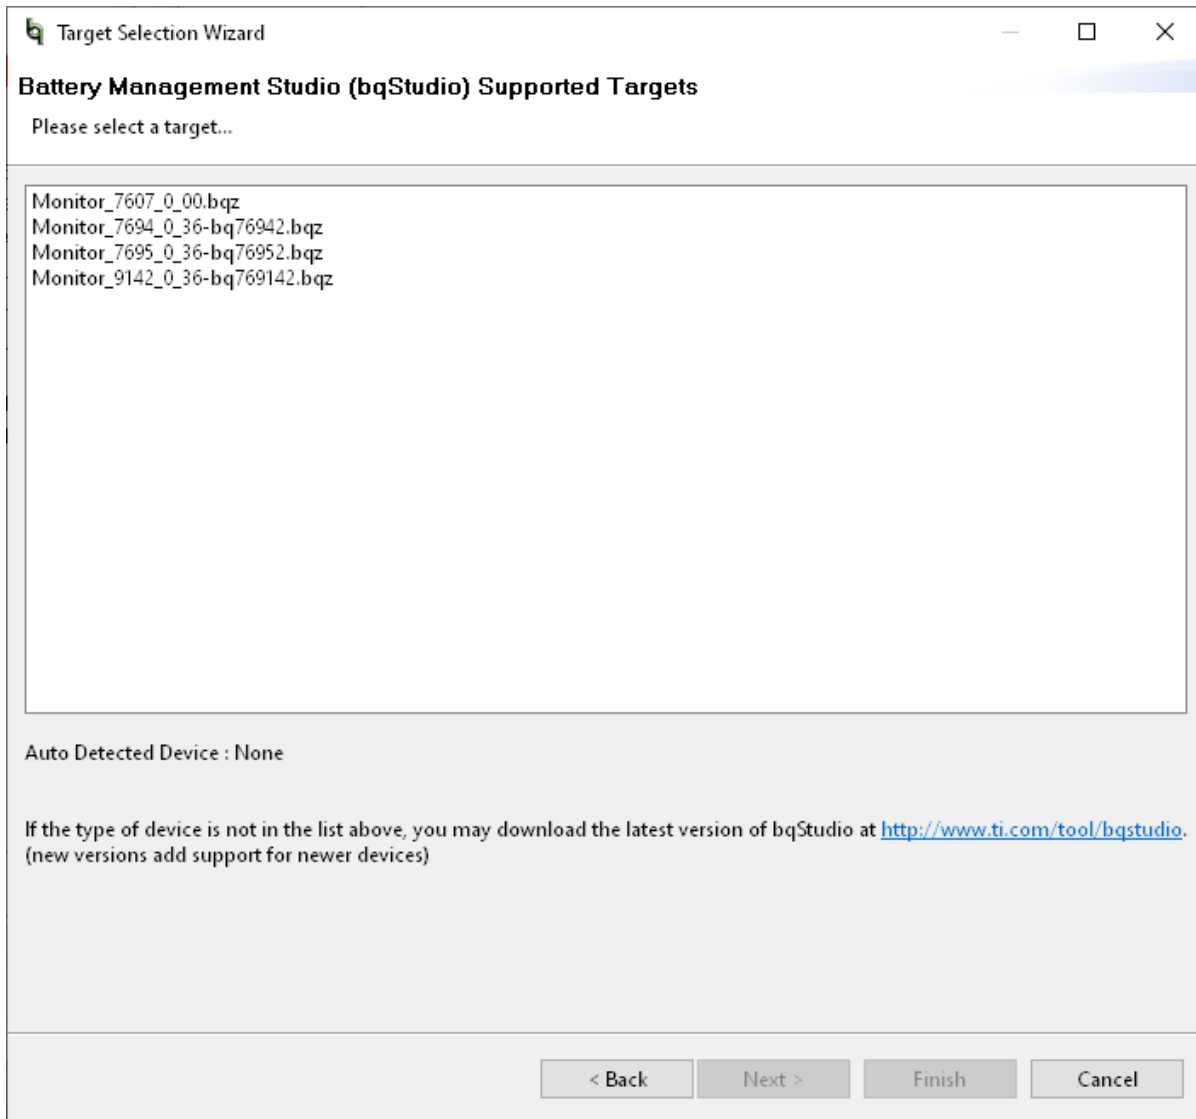 Target Selection Wizard
Battery Management Studio (bqStudio) Supported Targets
Please select a target...
Monitor_7607_0_00.bqz
Monitor_7694_0_36-bq76942.bqz
Monitor_7695_0_36-bq76952.bqz
Monitor_9142_0_36-bq769142.bqz
Auto Detected Device : None
If the type of device is not in the list above, you may download the latest version of bqStudio at http://www.ti.com/tool/bqstudio.
(new versions add support for newer devices)
< Back
Next >
Finish
Cancel